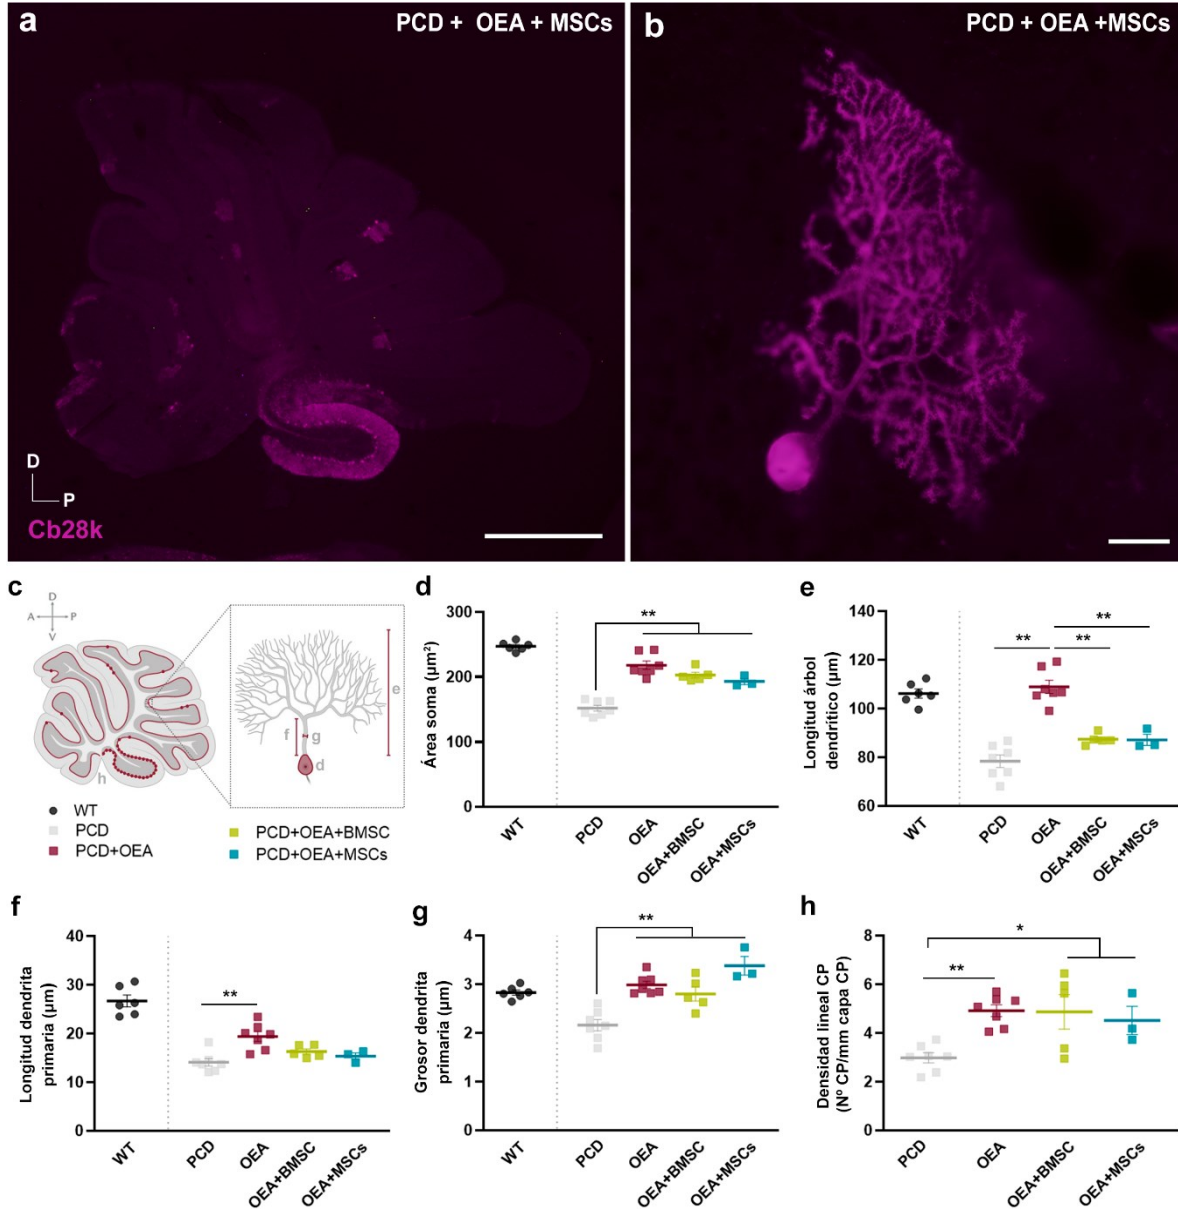 a
PCD + OEA + MSCs
D
P
Cb28k
b
PCD + OEA +MSCs
c
D
A
P
V
e
f
g
d
h
WT
PCD
PCD+OEA
PCD+OEA+BMSC
PCD+OEA+MSCs
d
Área soma (µm²)
300
200
100
0
**
WT
PCD
OEA
OEA+BMSC
OEA+MSCs
e
Longitud árbol
dendrítico (µm)
140
120
100
80
60
**
**
**
WT
PCD
OEA
OEA+BMSC
OEA+MSCs
f
Longitud dendrita
primaria (µm)
40
30
20
10
0
**
WT
PCD
OEA
OEA+BMSC
OEA+MSCs
g
Grosor dendrita
primaria (µm)
4
3
2
1
0
**
WT
PCD
OEA
OEA+BMSC
OEA+MSCs
h
Densidad lineal CP
(Nº CP/mm capa CP)
8
6
4
2
0
**
*
PCD
OEA
OEA+BMSC
OEA+MSCs